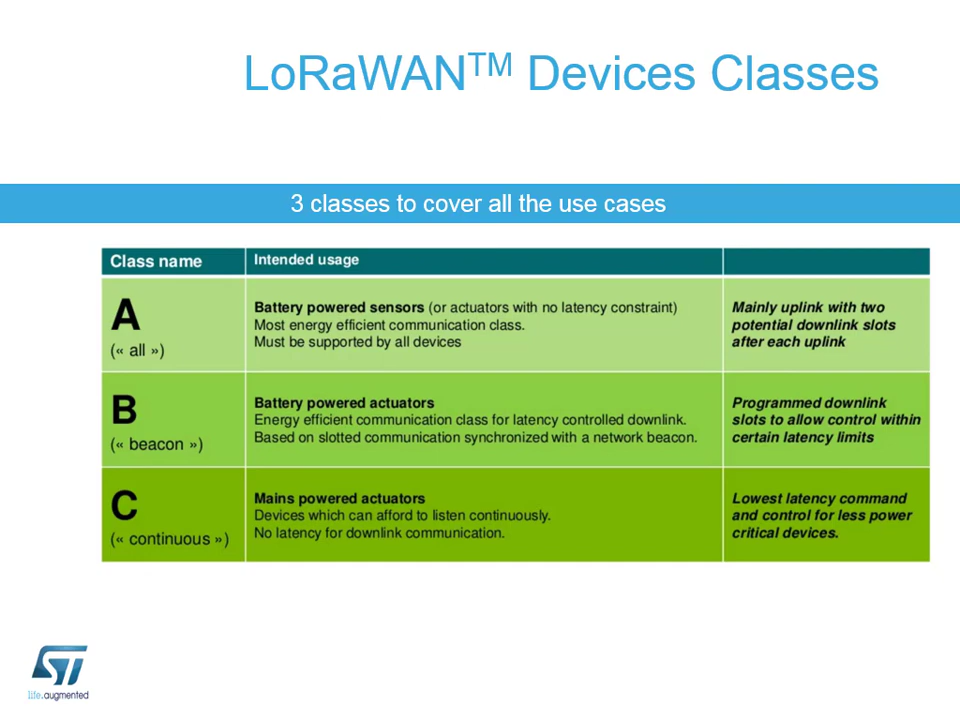 LoRaWAN™ Devices Classes
3 classes to cover all the use cases
Class name
Intended usage
A
(« all »)
Battery powered sensors (or actuators with no latency constraint)
Most energy efficient communication class.
Must be supported by all devices
Mainly uplink with two
potential downlink slots
after each uplink
B
(« beacon »)
Battery powered actuators
Energy efficient communication class for latency controlled downlink.
Based on slotted communication synchronized with a network beacon.
Programmed downlink
slots to allow control within
certain latency limits
C
(« continuous »)
Mains powered actuators
Devices which can afford to listen continuously.
No latency for downlink communication.
Lowest latency command
and control for less power
critical devices.
ST
life.augmented